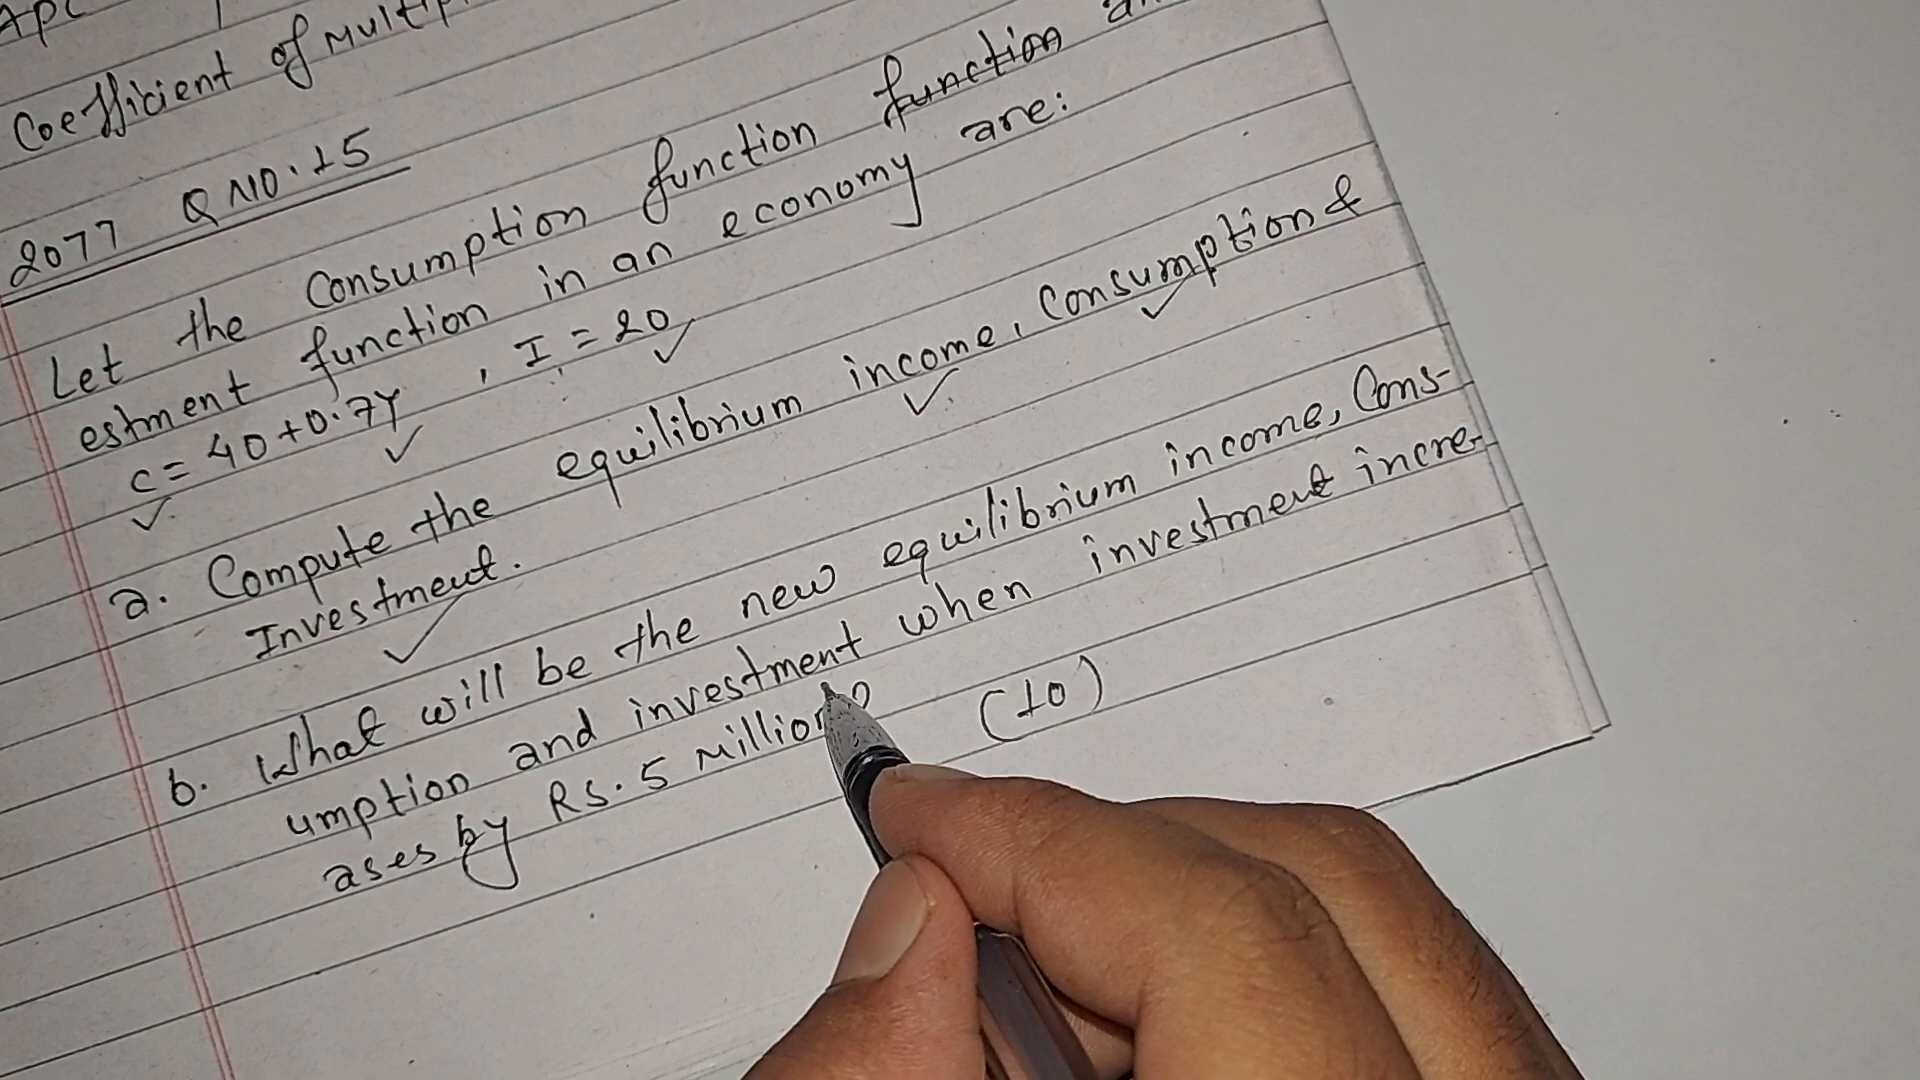 Coefficient of
2077 Q NO. 15
Let the Consumption function function
estment function in an economy are:
C = 40 + 0.7Y , I = 20
a. Compute the equilibrium income, Consumption &
Investment.
b. What will be the new equilibrium income, Cons-
umption and investment when investment incre-
ases by Rs. 5 Million? (10)